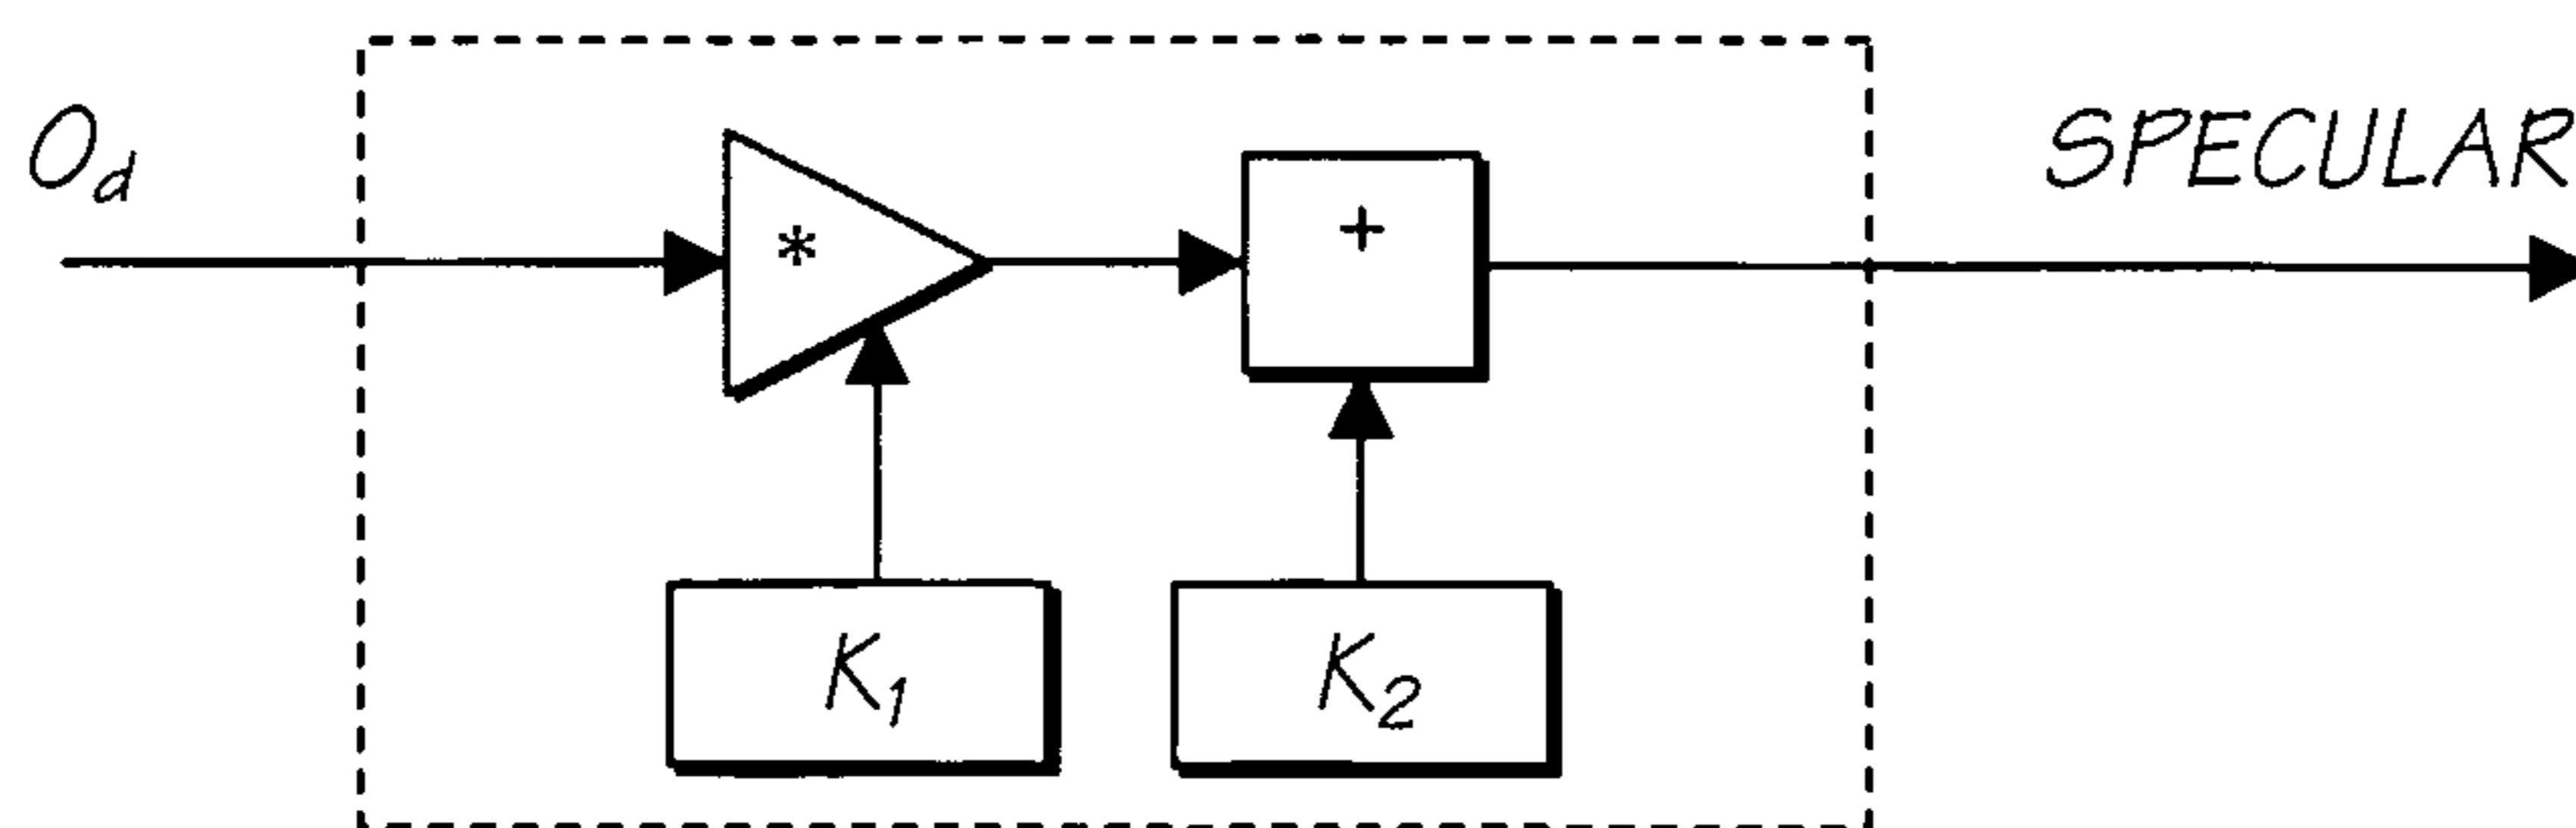 O_d
SPECULAR
*
+
K_1
K_2